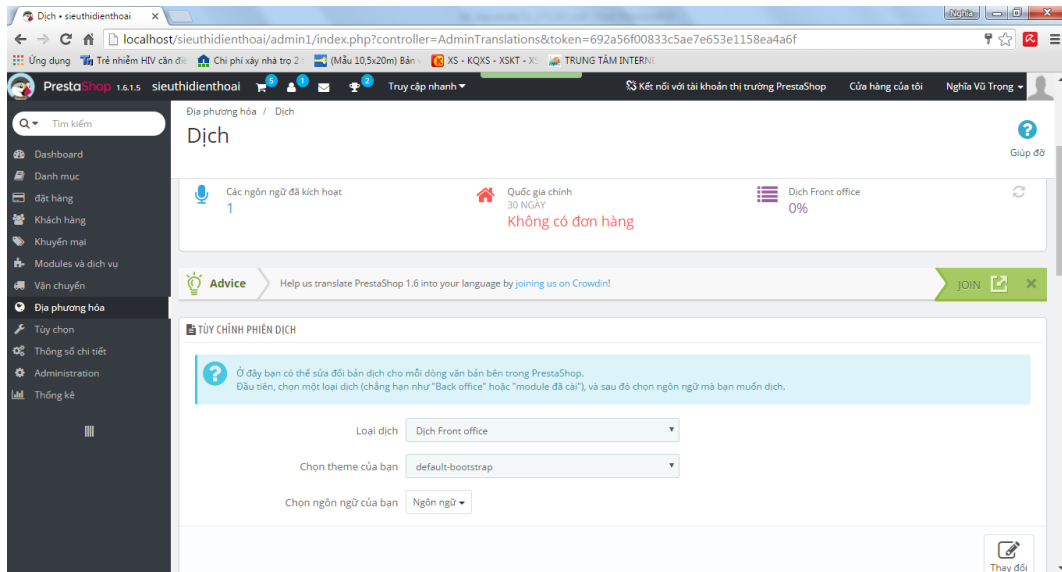 Dịch • sieuthidienthoai
Nghĩa
localhost/sieuthidienthoai/admin1/index.php?controller=AdminTranslations&token=692a56f00833c5ae7e653e1158ea4a6f
Ứng dụng Trẻ nhiễm HIV cần đi Chi phí xây nhà trọ 2 (Mẫu 10,5x20m) Bản XS - KQXS - XSKT - XS TRUNG TÂM INTERNE
PrestaShop 1.6.1.5 sieuthidienthoai 5 1 2 Truy cập nhanh Kết nối với tài khoản thị trường PrestaShop Cửa hàng của tôi Nghĩa Vũ Trọng
Tìm kiếm
Dashboard
Danh mục
đặt hàng
Khách hàng
Khuyến mại
Modules và dịch vụ
Vận chuyển
Địa phương hóa
Tùy chọn
Thông số chi tiết
Administration
Thống kê
Địa phương hóa / Dịch
Dịch
Giúp đỡ
Các ngôn ngữ đã kích hoạt
1
Quốc gia chính
30 NGÀY
Không có đơn hàng
Dịch Front office
0%
Advice Help us translate PrestaShop 1.6 into your language by joining us on Crowdin! JOIN
TÙY CHỈNH PHIÊN DỊCH
Ở đây bạn có thể sửa đổi bản dịch cho mỗi dòng văn bản bên trong PrestaShop.
Đầu tiên, chọn một loại dịch (chẳng hạn như "Back office" hoặc "module đã cài"), và sau đó chọn ngôn ngữ mà bạn muốn dịch.
Loại dịch Dịch Front office
Chọn theme của bạn default-bootstrap
Chọn ngôn ngữ của bạn Ngôn ngữ
Thay đổi